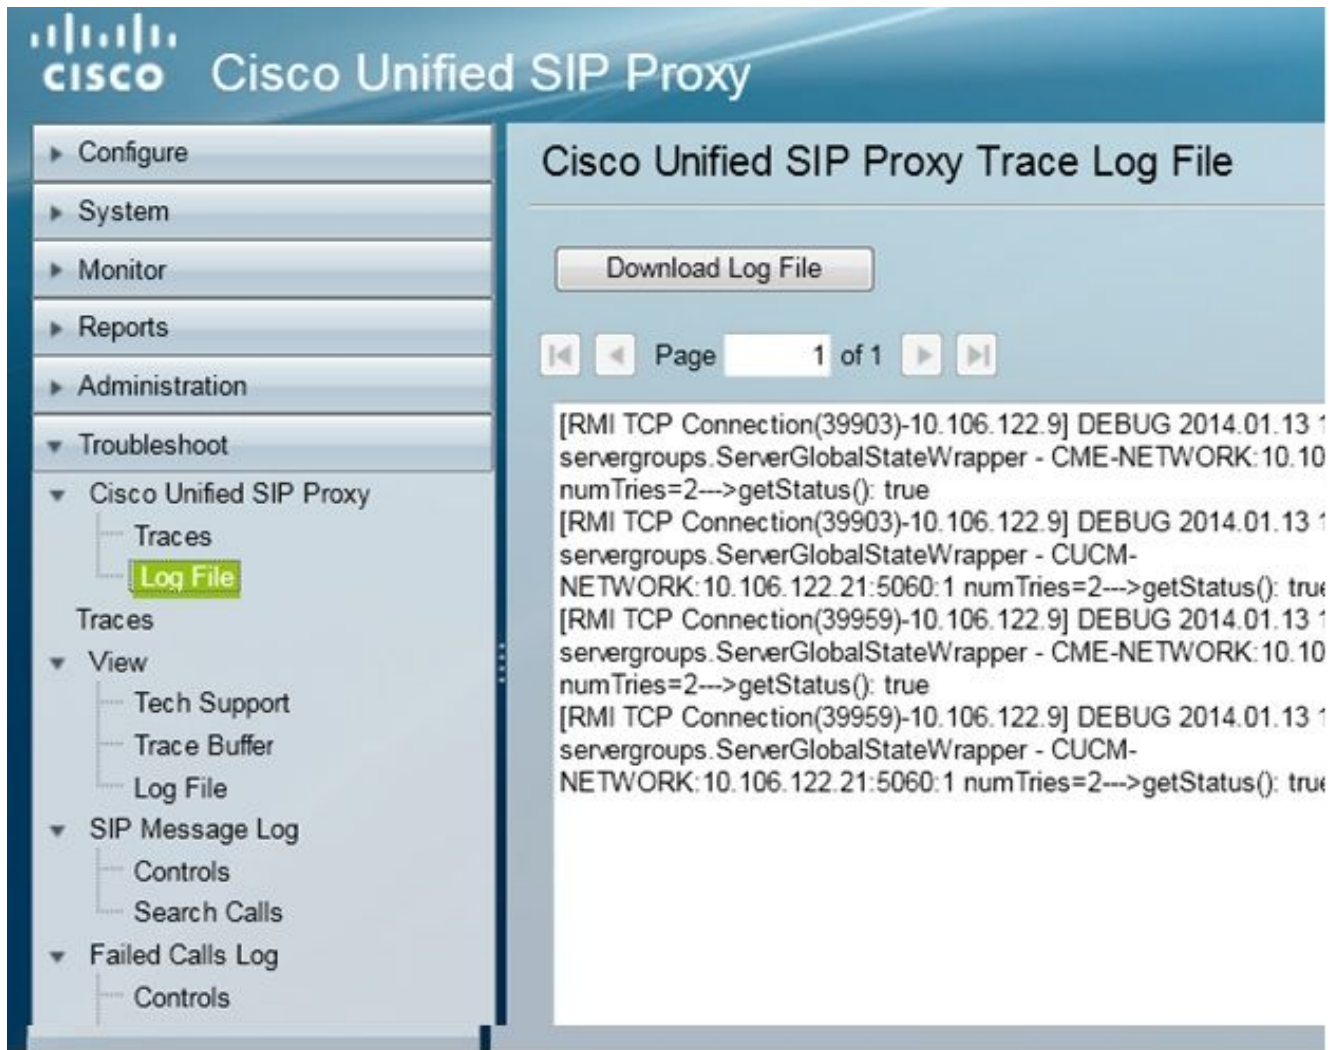 CISCO Cisco Unified SIP Proxy
Configure
System
Monitor
Reports
Administration
Troubleshoot
Cisco Unified SIP Proxy
Traces
Log File
Traces
View
Tech Support
Trace Buffer
Log File
SIP Message Log
Controls
Search Calls
Failed Calls Log
Controls
Cisco Unified SIP Proxy Trace Log File
Download Log File
Page 1 of 1
[RMI TCP Connection(39903)-10.106.122.9] DEBUG 2014.01.13 1
servergroups.ServerGlobalStateWrapper - CME-NETWORK:10.10
numTries=2--->getStatus(): true
[RMI TCP Connection(39903)-10.106.122.9] DEBUG 2014.01.13 1
servergroups.ServerGlobalStateWrapper - CUCM-
NETWORK:10.106.122.21:5060:1 numTries=2--->getStatus(): true
[RMI TCP Connection(39959)-10.106.122.9] DEBUG 2014.01.13 1
servergroups.ServerGlobalStateWrapper - CME-NETWORK:10.10
numTries=2--->getStatus(): true
[RMI TCP Connection(39959)-10.106.122.9] DEBUG 2014.01.13 1
servergroups.ServerGlobalStateWrapper - CUCM-
NETWORK:10.106.122.21:5060:1 numTries=2--->getStatus(): true